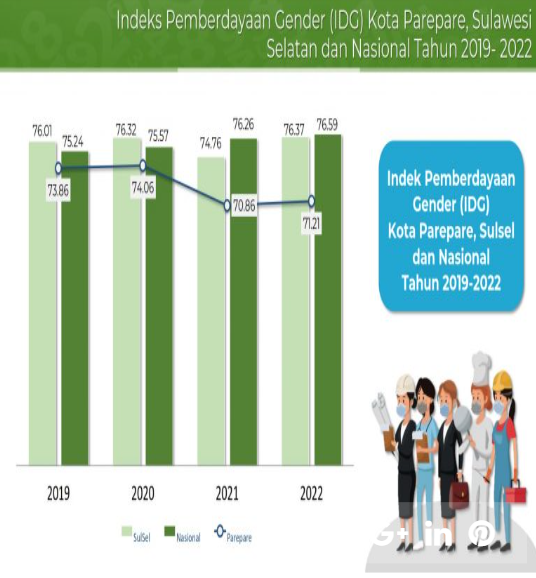 Indeks Pemberdayaan Gender (IDG) Kota Parepare, Sulawesi
Selatan dan Nasional Tahun 2019- 2022
76.01
75.24
73.86
76.32
75.57
74.06
74.76
76.26
70.86
76.37
76.59
71.21
Indek Pemberdayaan
Gender (IDG)
Kota Parepare, Sulsel
dan Nasional
Tahun 2019-2022
2019
2020
2021
2022
SulSel
Nasional
Parepare
G+ in